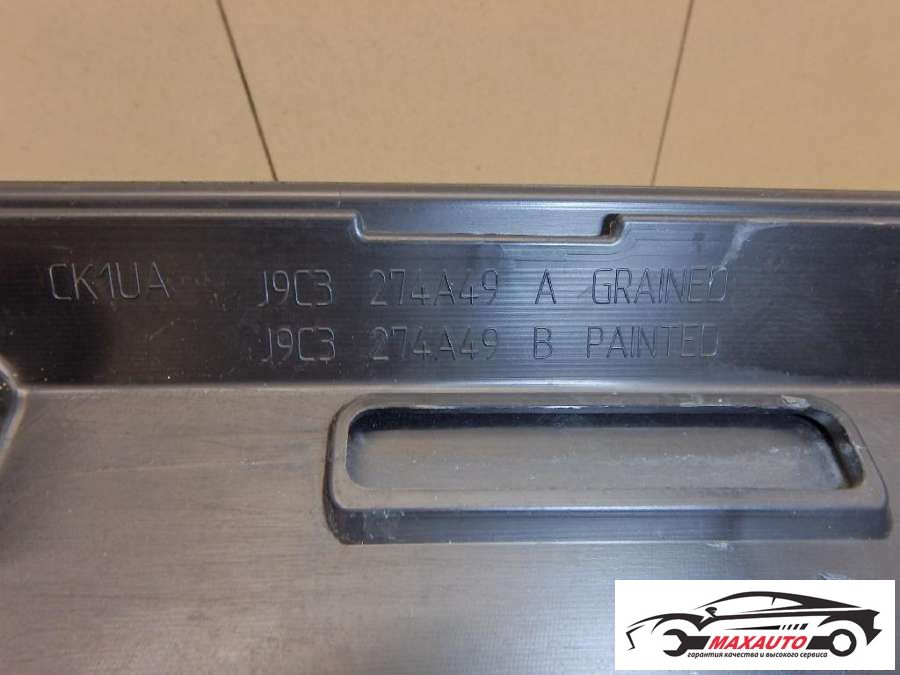 CK1UA J9C3 274A49 A GRAINED
J9C3 274A49 B PAINTED
MAXAUTO
гарантия качества и высокого сервиса